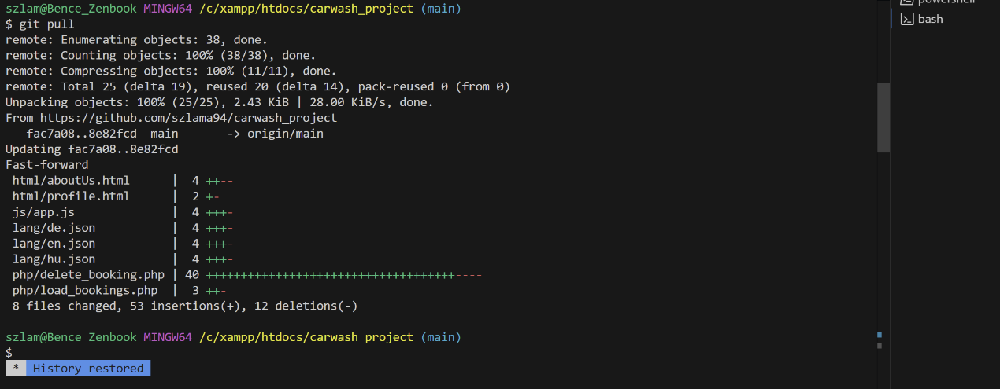 szlam@Bence_Zenbook MINGW64 /c/xampp/htdocs/carwash_project (main)
$ git pull
remote: Enumerating objects: 38, done.
remote: Counting objects: 100% (38/38), done.
remote: Compressing objects: 100% (11/11), done.
remote: Total 25 (delta 19), reused 20 (delta 14), pack-reused 0 (from 0)
Unpacking objects: 100% (25/25), 2.43 KiB | 28.00 KiB/s, done.
From https://github.com/szlama94/carwash_project
   fac7a08..8e82fcd  main       -> origin/main
Updating fac7a08..8e82fcd
Fast-forward
 html/aboutUs.html      |  4 ++--
 html/profile.html      |  2 +-
 js/app.js              |  4 +++-
 lang/de.json           |  4 +++-
 lang/en.json           |  4 +++-
 lang/hu.json           |  4 +++-
 php/delete_booking.php | 40 ++++++++++++++++++++++++++++++++++++----
 php/load_bookings.php  |  3 ++-
 8 files changed, 53 insertions(+), 12 deletions(-)
szlam@Bence_Zenbook MINGW64 /c/xampp/htdocs/carwash_project (main)
$
 *  History restored
powershell
bash